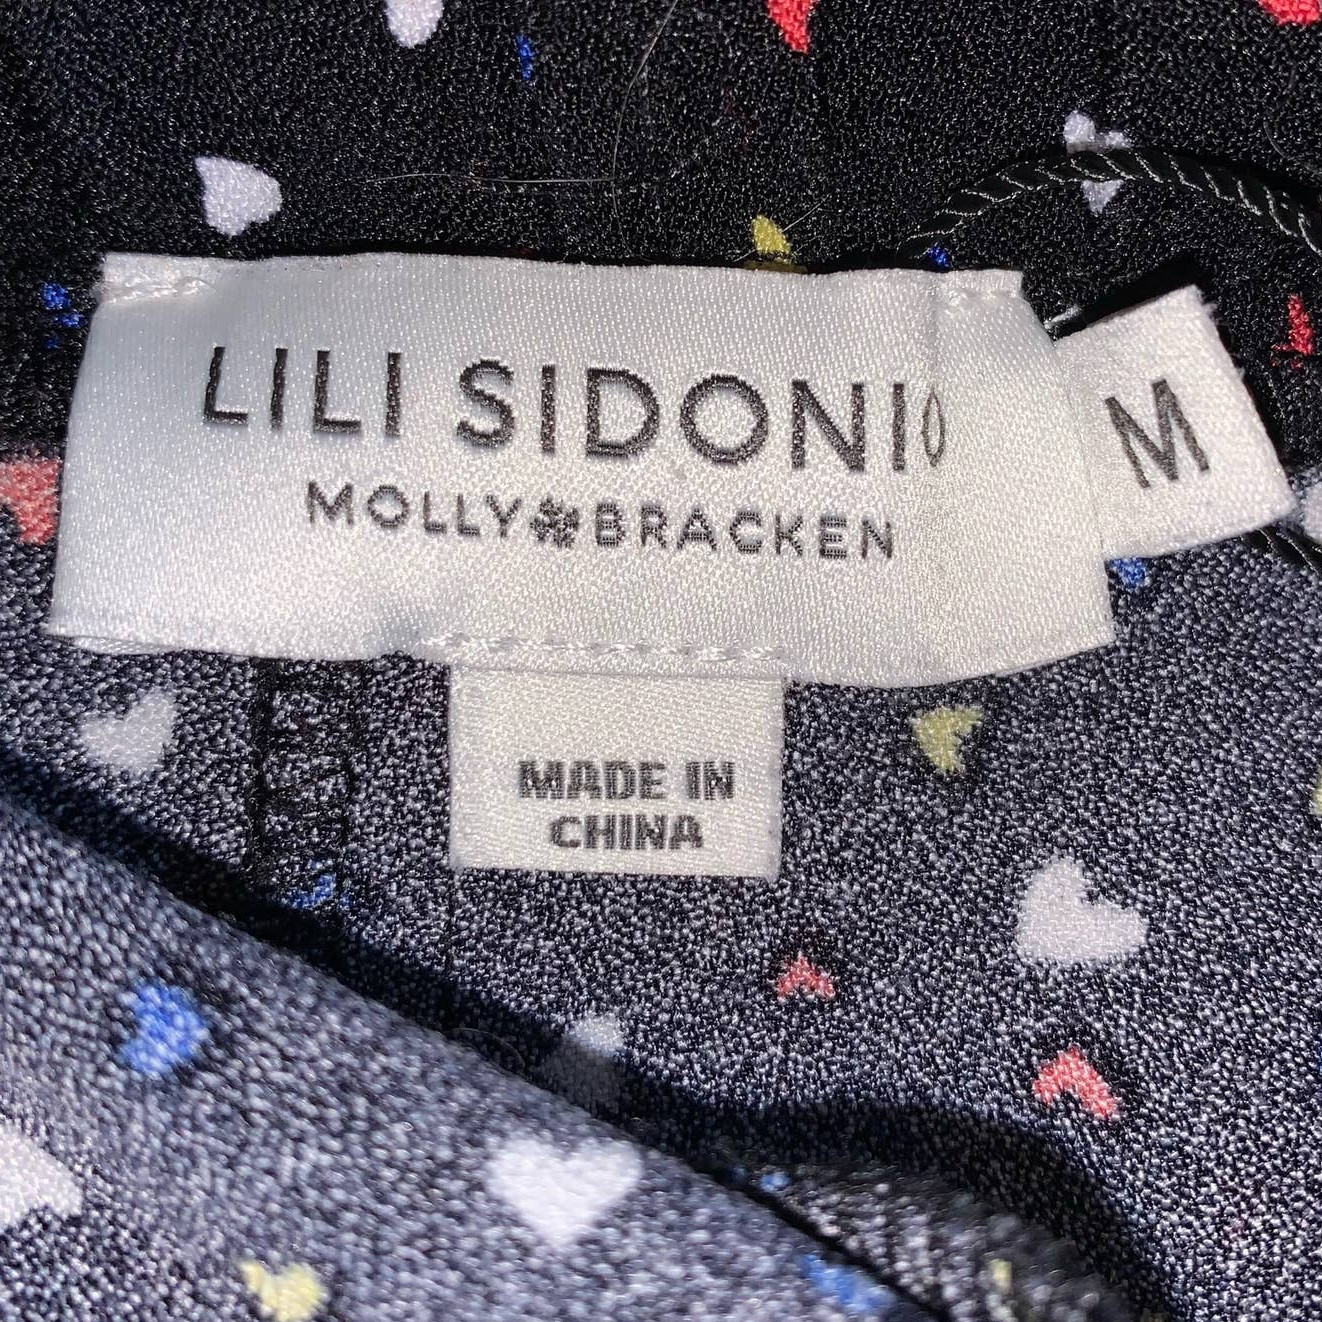 LILI SIDONIO
MOLLY BRACKEN
M
MADE IN
CHINA